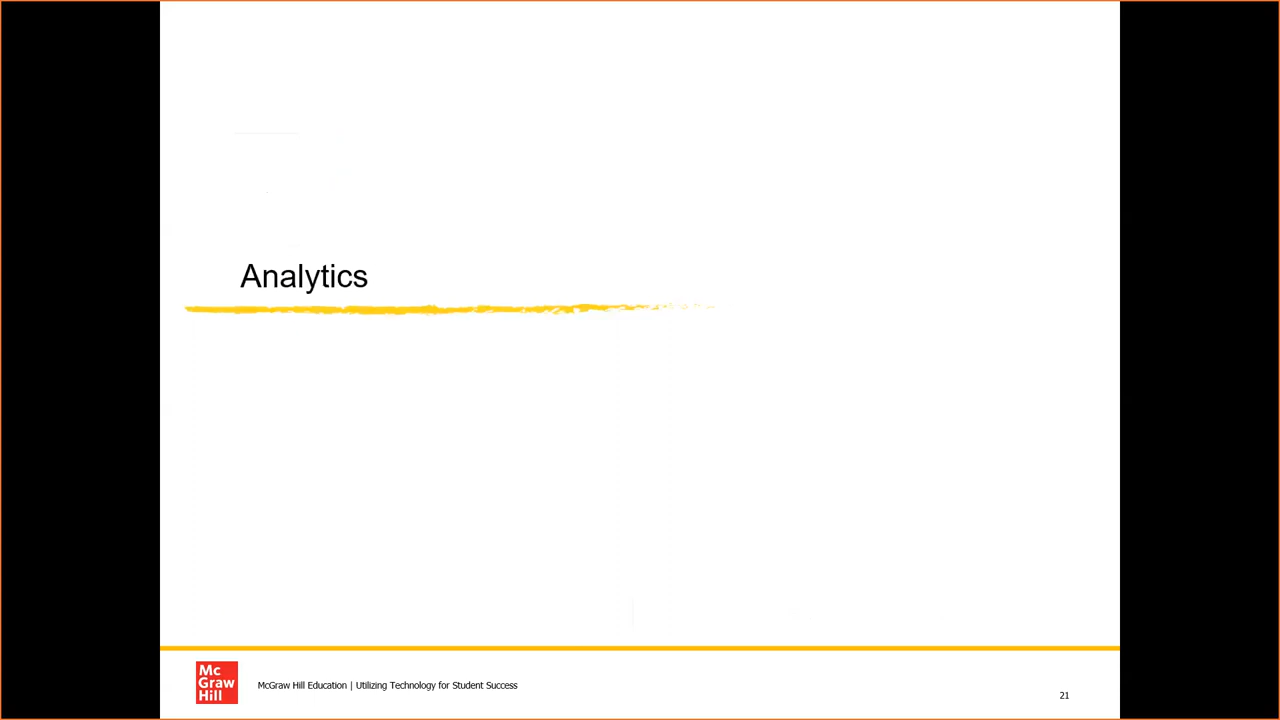 Analytics
Mc
Graw
Hill
McGraw Hill Education | Utilizing Technology for Student Success
21